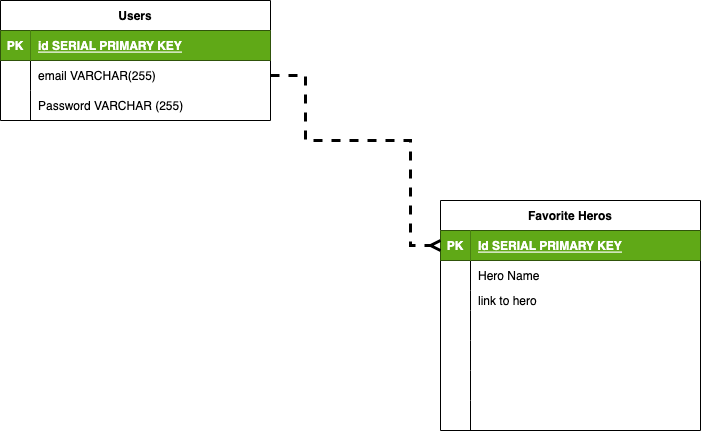 Users
PK id SERIAL PRIMARY KEY
email VARCHAR(255)
Password VARCHAR (255)
Favorite Heros
PK Id SERIAL PRIMARY KEY
Hero Name
link to hero